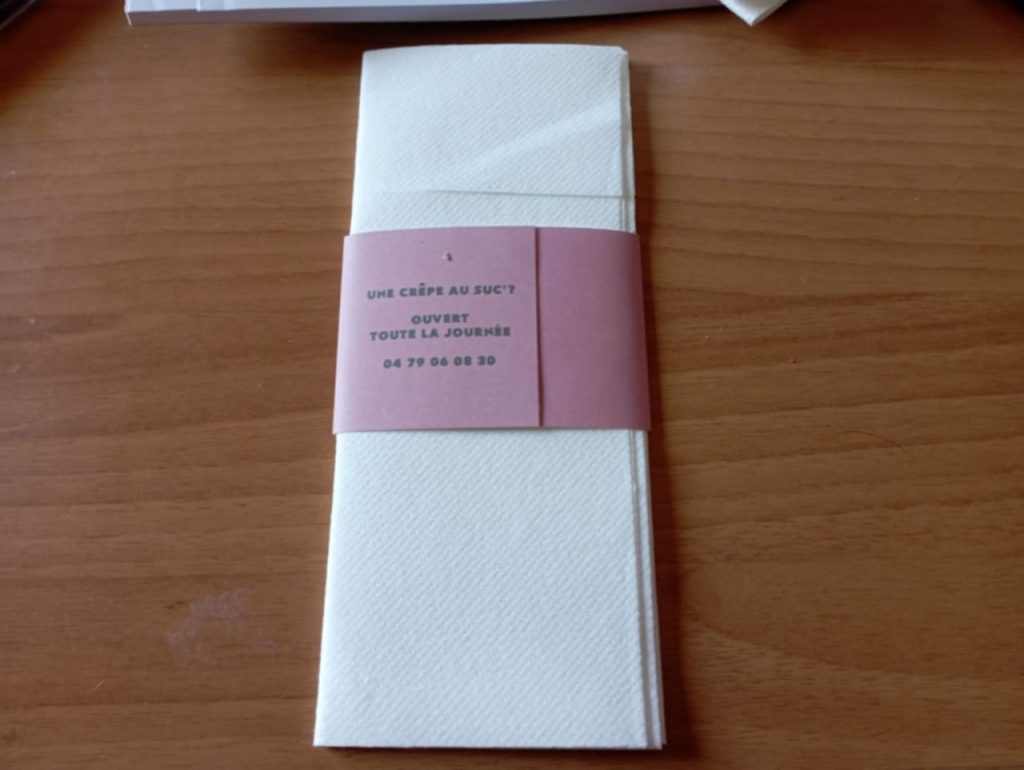 UNE CRÊPE AU SUC'?
OUVERT
TOUTE LA JOURNÉE
04 79 06 08 30